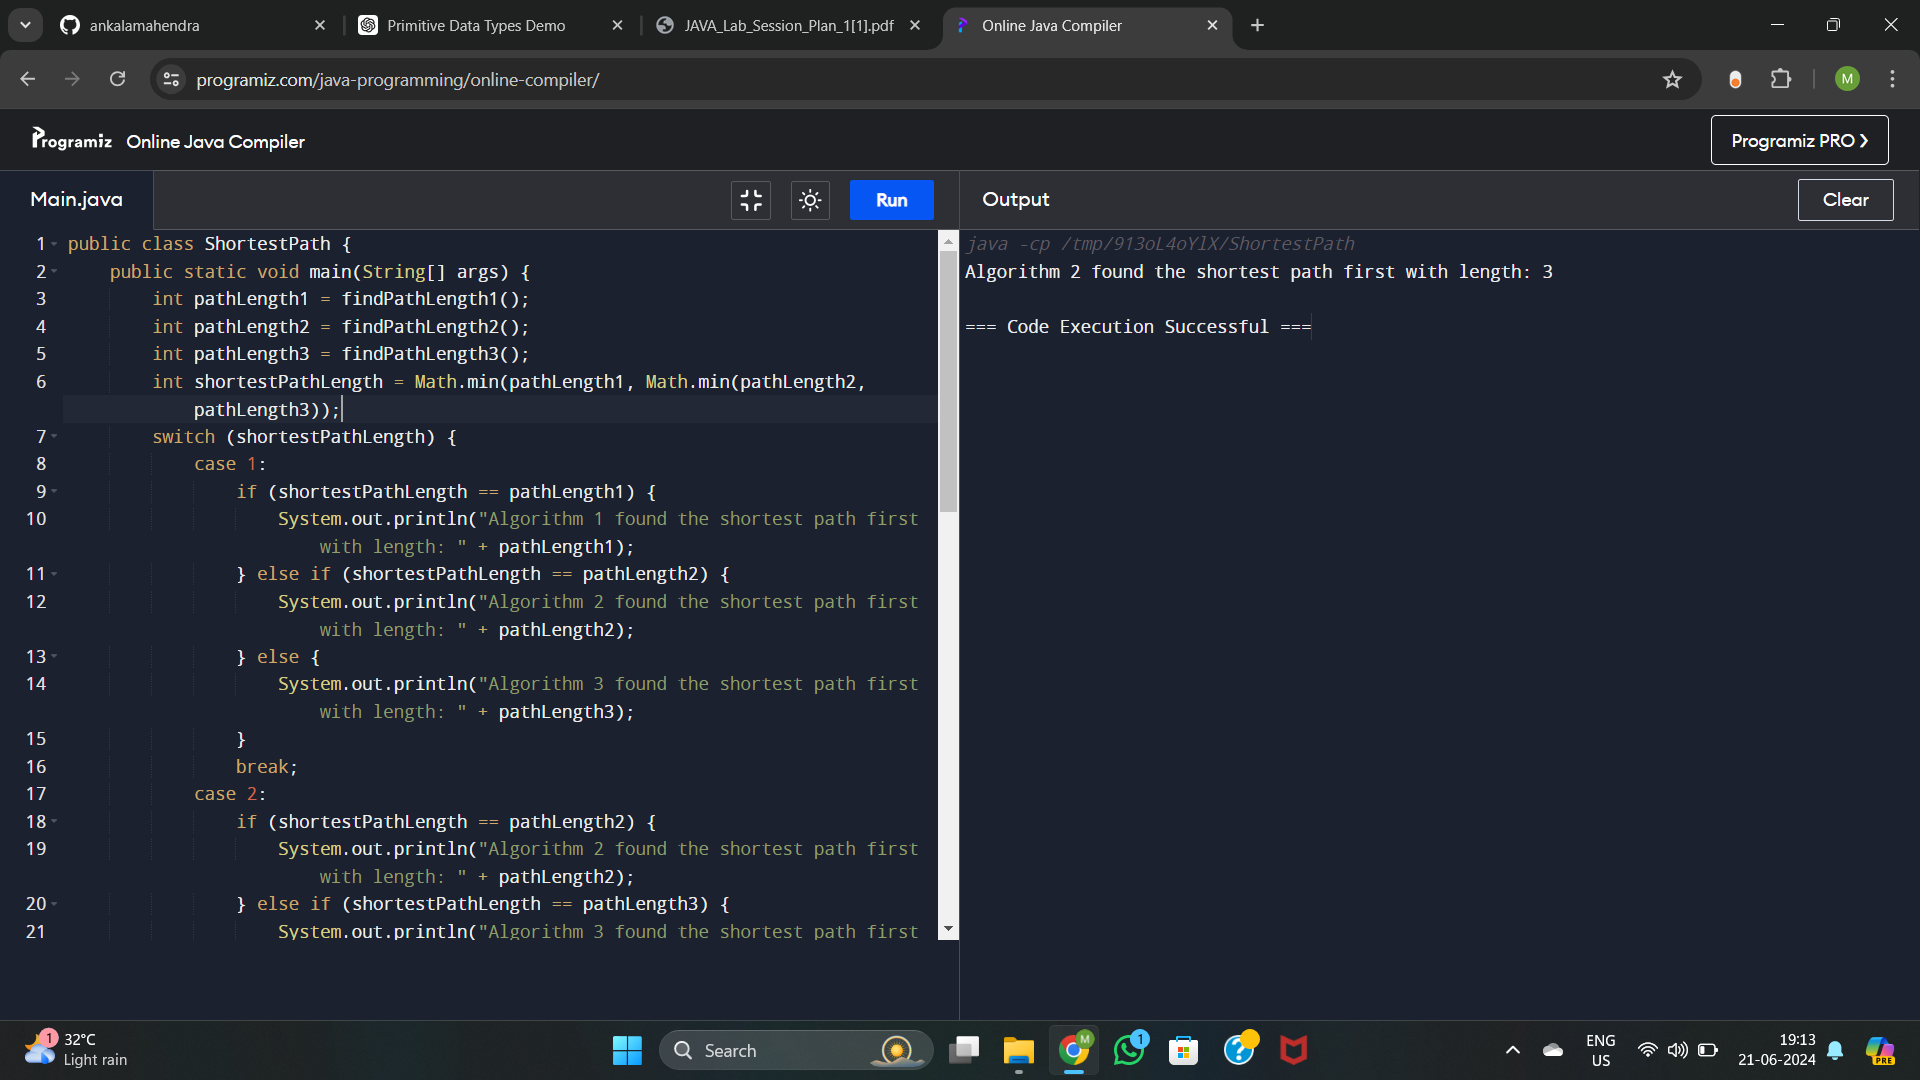 ankalamahendra
Primitive Data Types Demo
JAVA_Lab_Session_Plan_1[1].pdf
Online Java Compiler
programiz.com/java-programming/online-compiler/
M
Programiz Online Java Compiler
Programiz PRO
Main.java
Run
Output
Clear
1 public class ShortestPath {
2 public static void main(String[] args) {
3 int pathLength1 = findPathLength1();
4 int pathLength2 = findPathLength2();
5 int pathLength3 = findPathLength3();
6 int shortestPathLength = Math.min(pathLength1, Math.min(pathLength2,
pathLength3));
7 switch (shortestPathLength) {
8 case 1:
9 if (shortestPathLength == pathLength1) {
10 System.out.println("Algorithm 1 found the shortest path first
with length: " + pathLength1);
11 } else if (shortestPathLength == pathLength2) {
12 System.out.println("Algorithm 2 found the shortest path first
with length: " + pathLength2);
13 } else {
14 System.out.println("Algorithm 3 found the shortest path first
with length: " + pathLength3);
15 }
16 break;
17 case 2:
18 if (shortestPathLength == pathLength2) {
19 System.out.println("Algorithm 2 found the shortest path first
with length: " + pathLength2);
20 } else if (shortestPathLength == pathLength3) {
21 System.out.println("Algorithm 3 found the shortest path first
java -cp /tmp/913oL4oYlX/ShortestPath
Algorithm 2 found the shortest path first with length: 3
=== Code Execution Successful ===
1
32°C
Light rain
Search
M
1
ENG
US
19:13
21-06-2024
PRE